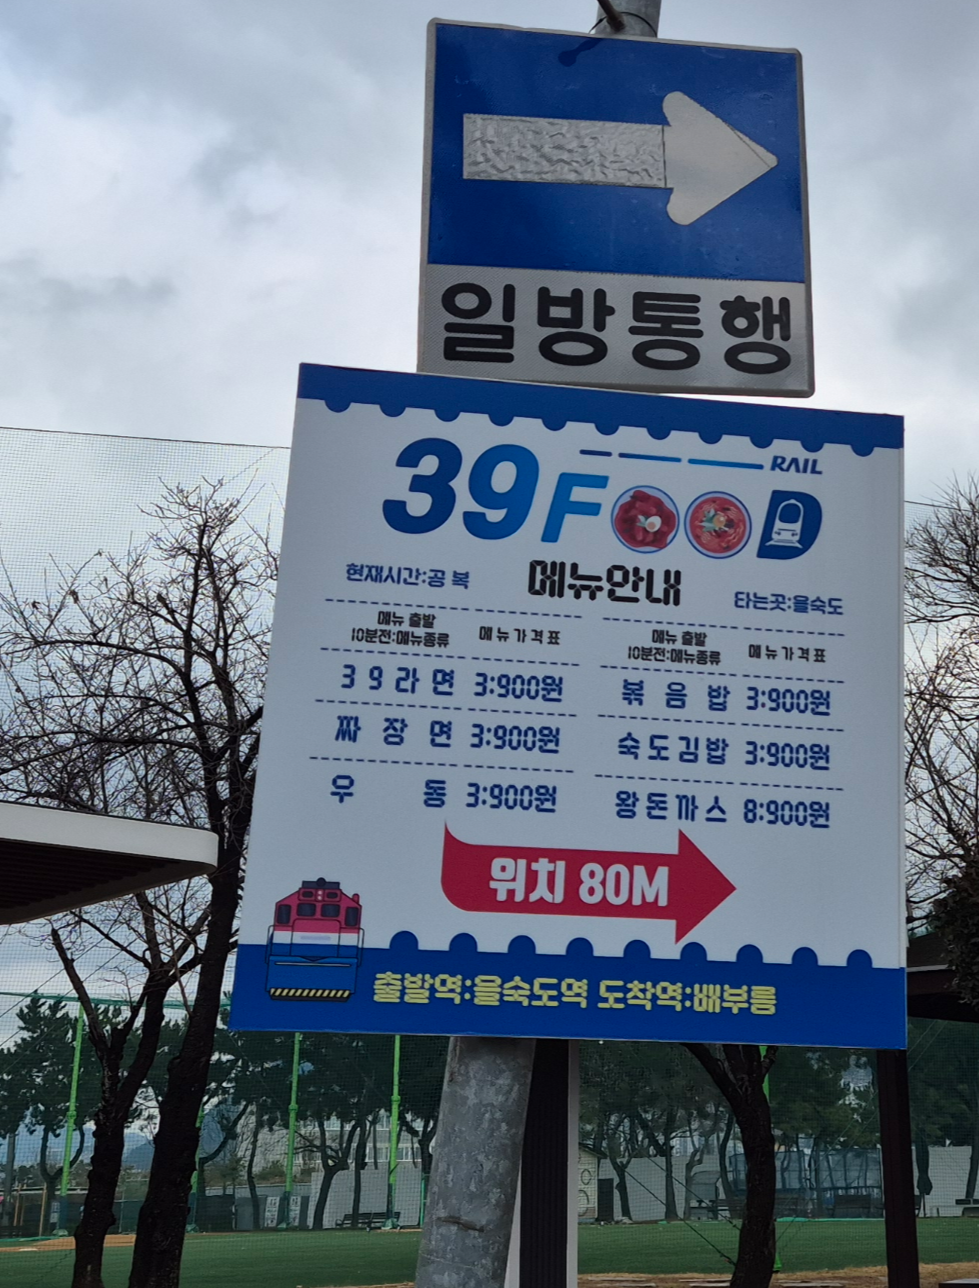 일방통행
RAIL
39FOOD
메뉴안내
현재시간:공 복
타는곳:을숙도
메뉴 출발
10분전:메뉴종류
메뉴가격표
메뉴 출발
10분전:메뉴종류
메뉴가격표
39라면 3:900원
볶음밥 3:900원
짜장면 3:900원
숙도김밥 3:900원
우 동 3:900원
왕돈까스 8:900원
위치 80M
출발역:을숙도역 도착역:배부름